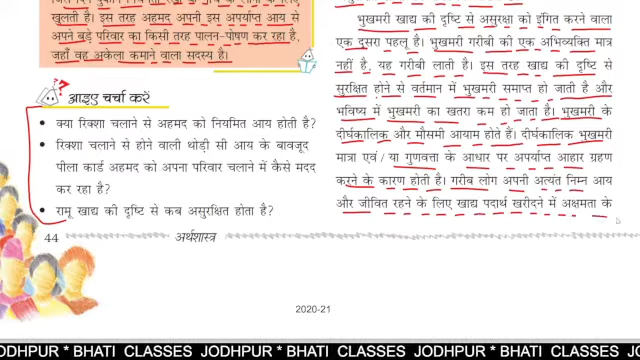 खुलती है। इस तरह अहमद अपनी इस अपर्याप्त आय से
अपने बड़े परिवार का किसी तरह पालन-पोषण कर रहा है,
जहाँ वह अकेला कमाने वाला सदस्य है।
आइए चर्चा करें
• क्या रिक्शा चलाने से अहमद को नियमित आय होती है?
• रिक्शा चलाने से होने वाली थोड़ी सी आय के बावजूद
पीला कार्ड अहमद को अपना परिवार चलाने में कैसे मदद
कर रहा है?
• रामू खाद्य की दृष्टि से कब असुरक्षित होता है?
44 अर्थशास्त्र
भुखमरी खाद्य की दृष्टि से असुरक्षा को इंगित करने वाला
एक दूसरा पहलू है। भुखमरी गरीबी की एक अभिव्यक्ति मात्र
नहीं है, यह गरीबी लाती है। इस तरह खाद्य की दृष्टि से
सुरक्षित होने से वर्तमान में भुखमरी समाप्त हो जाती है और
भविष्य में भुखमरी का खतरा कम हो जाता है। भुखमरी के
दीर्घकालिक और मौसमी आयाम होते हैं। दीर्घकालिक भुखमरी
मात्रा एवं/या गुणवत्ता के आधार पर अपर्याप्त आहार ग्रहण
करने के कारण होती है। गरीब लोग अपनी अत्यंत निम्न आय
और जीवित रहने के लिए खाद्य पदार्थ खरीदने में अक्षमता के
2020-21
JODHPUR * BHATI CLASSES JODHPUR * BHATI CLASSES JODHPUR * BHATI CLASSES